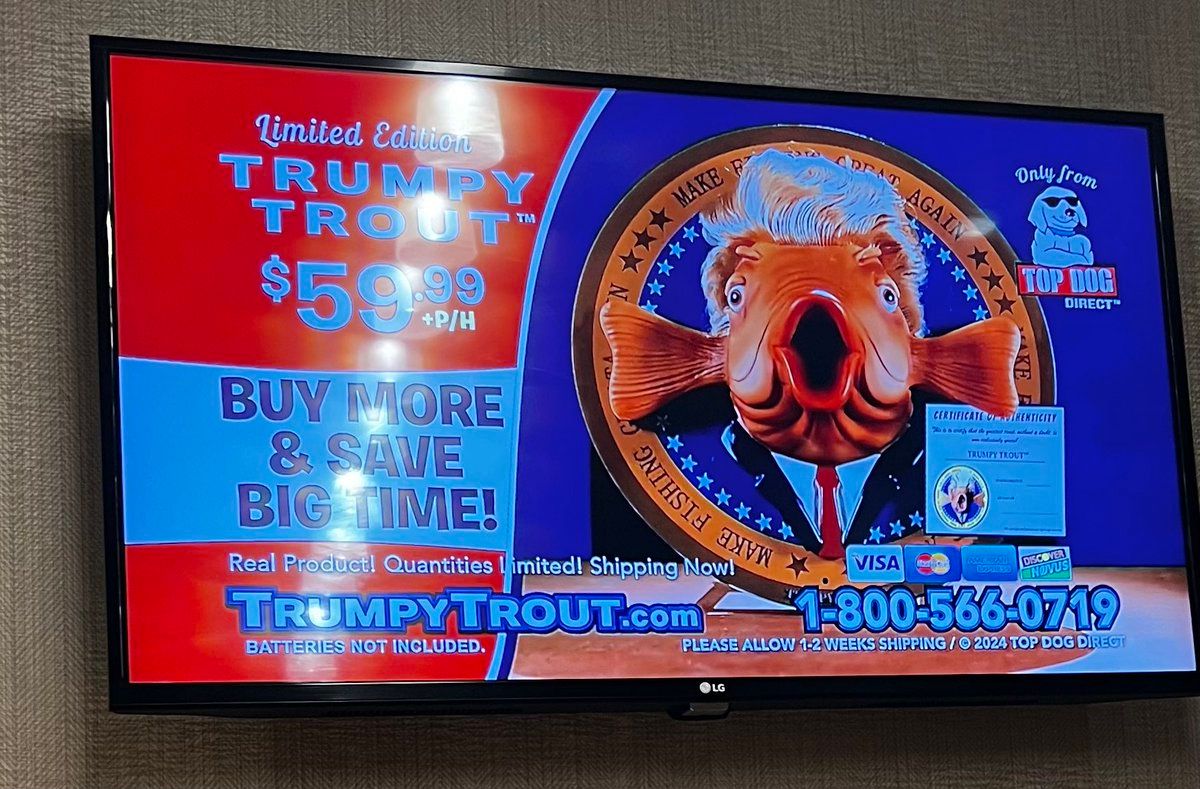 Limited Edition
TRUMPY
TROUT™
$59.99
+P/H
BUY MORE
& SAVE
BIG TIME!
Real Product! Quantities Limited! Shipping Now!
TRUMPYTROUT.com
BATTERIES NOT INCLUDED.
MAKE GREAT AGAIN
MAKE FISHING
Only from
TOP DOG
DIRECT™
CERTIFICATE OF AUTHENTICITY
TRUMPY TROUT™
VISA
MasterCard
DISCOVER
NOVUS
1-800-566-0719
PLEASE ALLOW 1-2 WEEKS SHIPPING / © 2024 TOP DOG DIRECT
LG